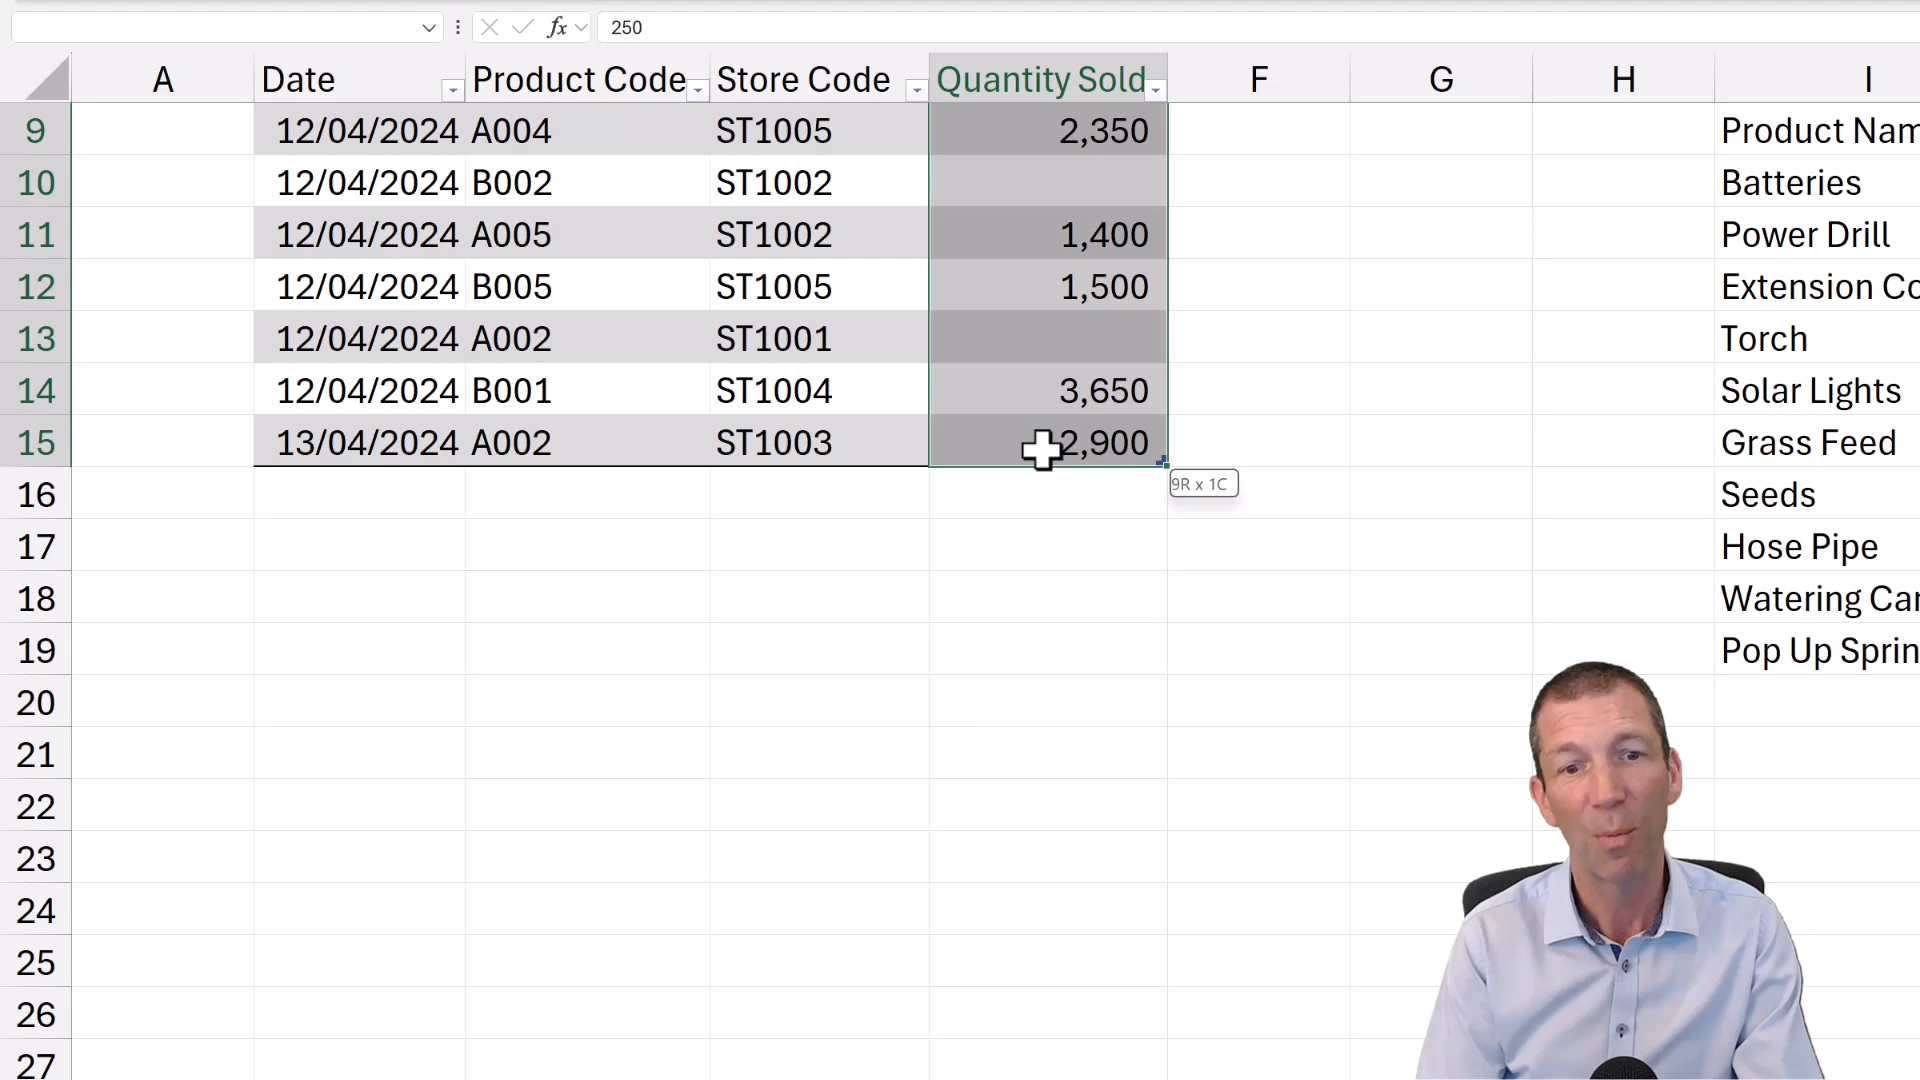 fx 250
A Date Product Code Store Code Quantity Sold F G H I
9 12/04/2024 A004 ST1005 2,350 Product Nam
10 12/04/2024 B002 ST1002 Batteries
11 12/04/2024 A005 ST1002 1,400 Power Drill
12 12/04/2024 B005 ST1005 1,500 Extension Co
13 12/04/2024 A002 ST1001 Torch
14 12/04/2024 B001 ST1004 3,650 Solar Lights
15 13/04/2024 A002 ST1003 2,900 Grass Feed
9R x 1C
16 Seeds
17 Hose Pipe
18 Watering Can
19 Pop Up Sprin
20
21
22
23
24
25
26
27